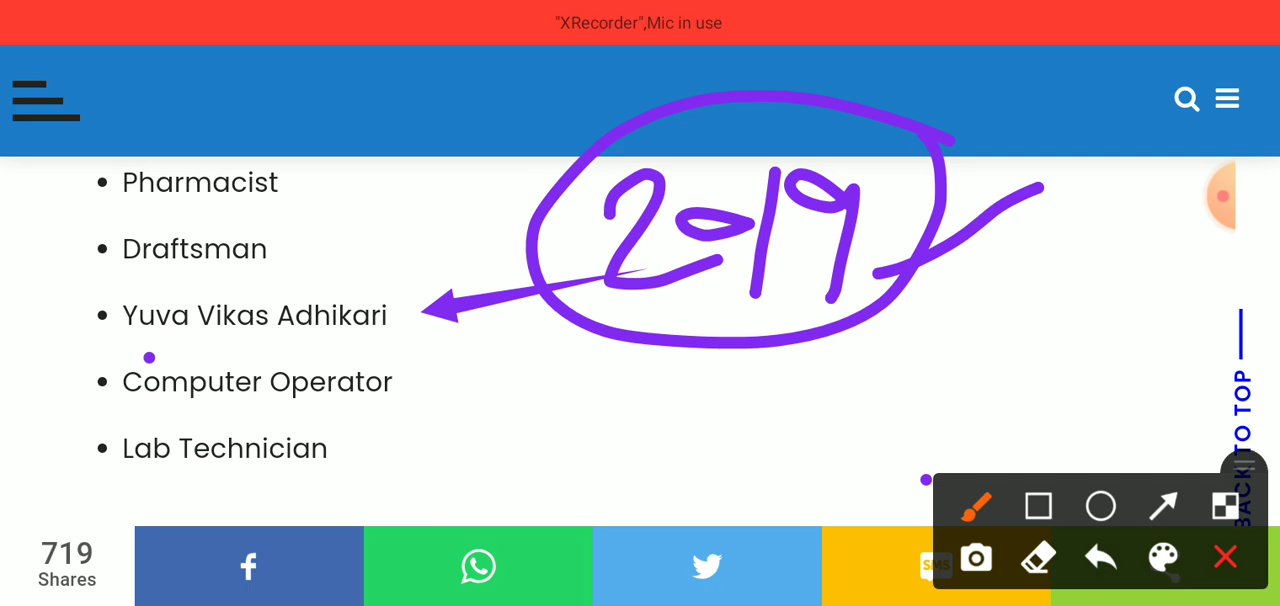 "XRecorder",Mic in use
Pharmacist
2019
Draftsman
Yuva Vikas Adhikari
Computer Operator
Lab Technician
BACK TO TOP
719
Shares
SMS